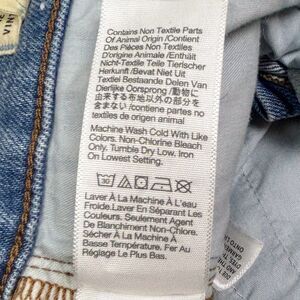 Contains Non Textile Parts
Of Animal Origin /Contient
Des Pièces Non Textiles
D'origine Animale /Enthält
Nicht-Textile Teile Tierischer
Herkunft /Bevat Niet Uit
Textiel Bestaande Delen Van
Dierlijke Oorsprong /動物に
由来する布地以外の部分を
含みます /contiene partes no
textiles de origen animal
Machine Wash Cold With Like
Colors. Non-Chlorine Bleach
Only. Tumble Dry Low. Iron
On Lowest Setting.
Laver À La Machine À L'eau
Froide.Laver En Séparant Les
Couleurs. Seulement Agent
De Blanchiment Non-Chlore.
Sécher À La Machine À
Basse Température. Fer Au
Réglage Le Plus Bas.